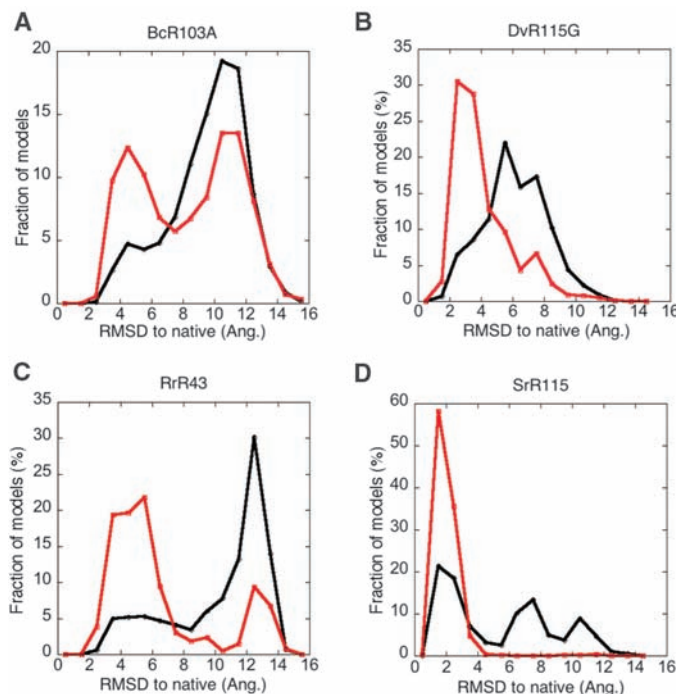 A
BcR103A
Fraction of models
20
15
10
5
0
0 2 4 6 8 10 12 14 16
RMSD to native (Ang.)
B
DvR115G
Fraction of models (%)
35
30
25
20
15
10
5
0
0 2 4 6 8 10 12 14 16
RMSD to native (Ang.)
C
RrR43
Fraction of models (%)
35
30
25
20
15
10
5
0
0 2 4 6 8 10 12 14 16
RMSD to native (Ang.)
D
SrR115
Fraction of models (%)
60
50
40
30
20
10
0
0 2 4 6 8 10 12 14 16
RMSD to native (Ang.)